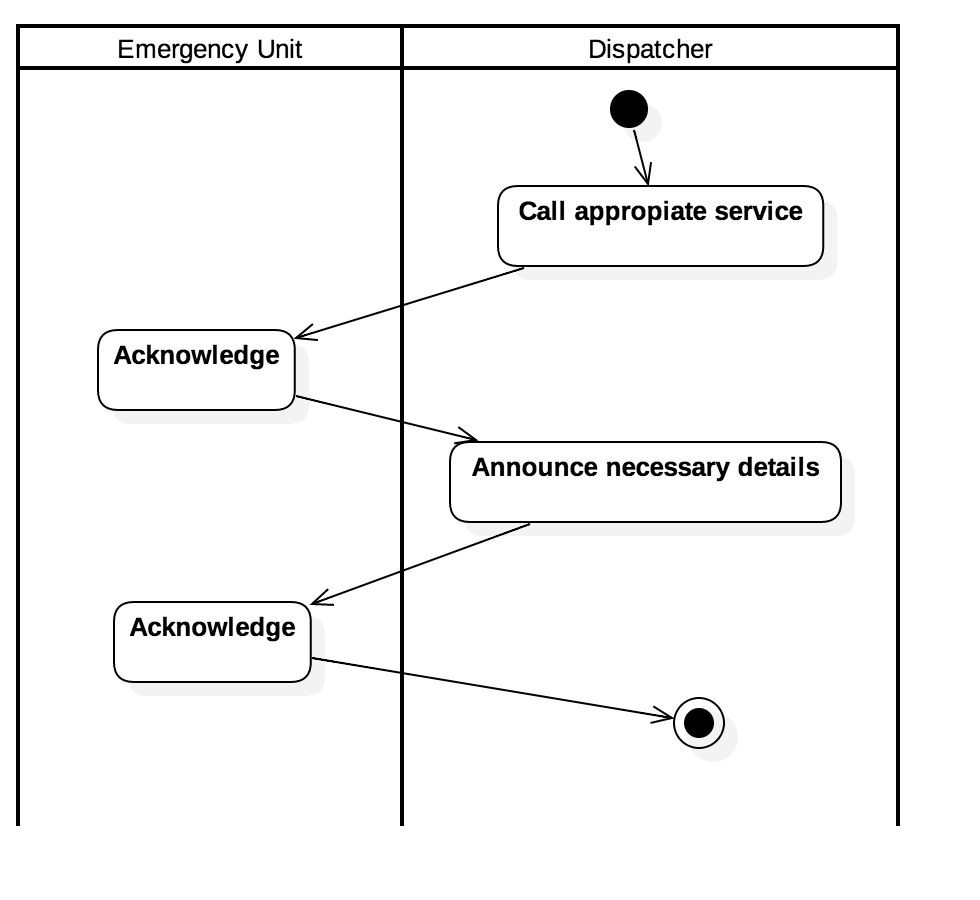 Emergency Unit
Dispatcher
Call appropiate service
Acknowledge
Announce necessary details
Acknowledge